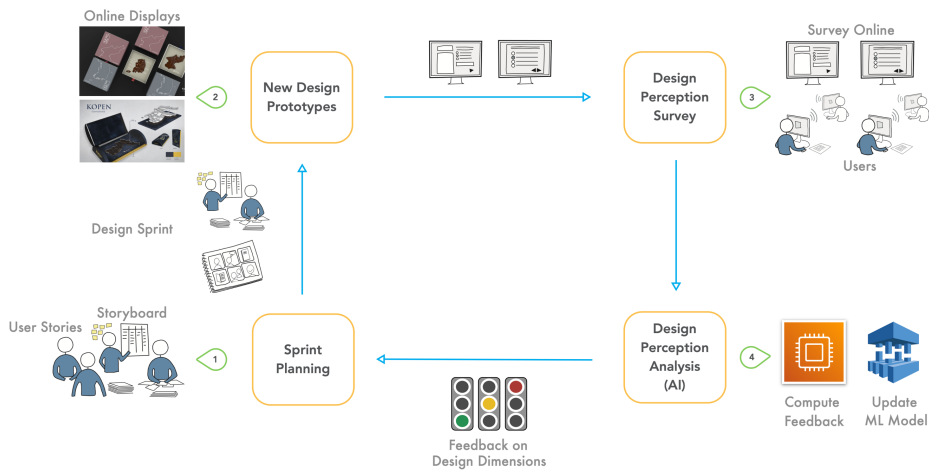 Online Displays
KOPEN
2
New Design
Prototypes
Design
Perception
Survey
3
Survey Online
Users
Design Sprint
User Stories
Storyboard
1
Sprint
Planning
Feedback on
Design Dimensions
Design
Perception
Analysis
(AI)
4
Compute
Feedback
Update
ML Model